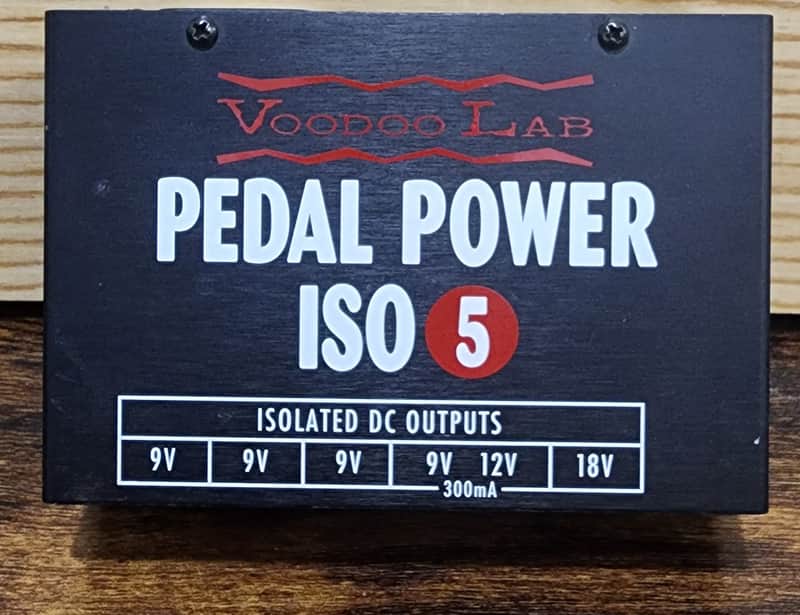 VOODOO LAB
PEDAL POWER
ISO 5
ISOLATED DC OUTPUTS
9V 9V 9V 9V 12V 18V
300mA